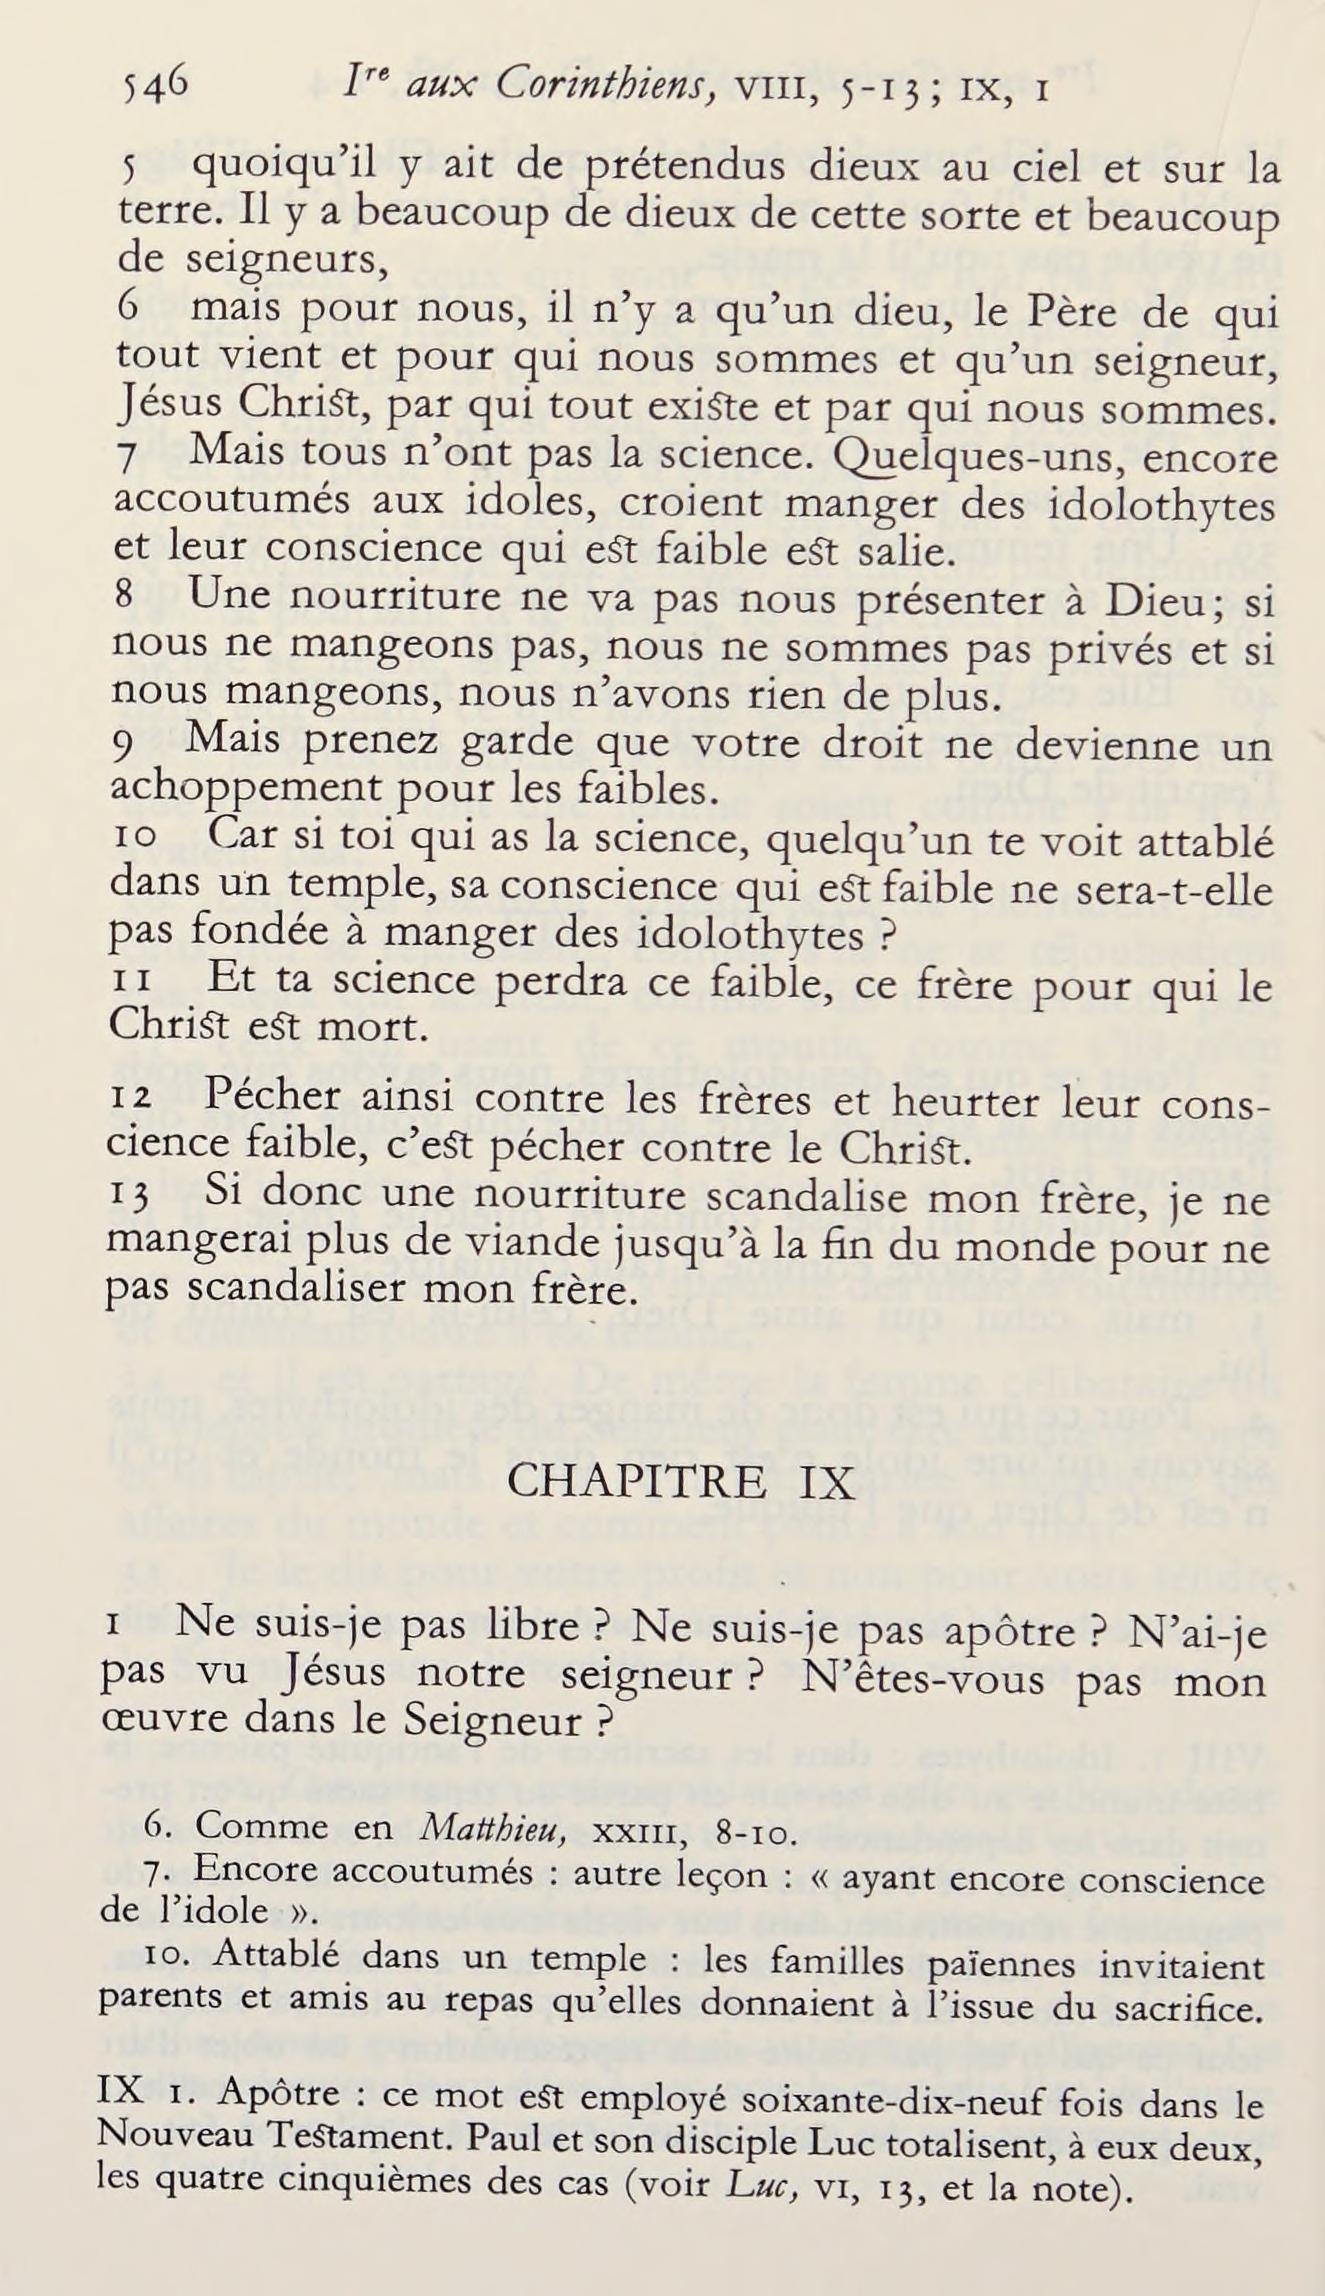 546 Ire aux Corinthiens, VIII, 5-13; IX, 1
5 quoiqu'il y ait de prétendus dieux au ciel et sur la
terre. Il y a beaucoup de dieux de cette sorte et beaucoup
de seigneurs,
6 mais pour nous, il n'y a qu'un dieu, le Père de qui
tout vient et pour qui nous sommes et qu'un seigneur,
Jésus Christ, par qui tout existe et par qui nous sommes.
7 Mais tous n'ont pas la science. Quelques-uns, encore
accoutumés aux idoles, croient manger des idolothytes
et leur conscience qui est faible est salie.
8 Une nourriture ne va pas nous présenter à Dieu; si
nous ne mangeons pas, nous ne sommes pas privés et si
nous mangeons, nous n'avons rien de plus.
9 Mais prenez garde que votre droit ne devienne un
achoppement pour les faibles.
10 Car si toi qui as la science, quelqu'un te voit attablé
dans un temple, sa conscience qui est faible ne sera-t-elle
pas fondée à manger des idolothytes ?
11 Et ta science perdra ce faible, ce frère pour qui le
Christ est mort.
12 Pécher ainsi contre les frères et heurter leur cons-
cience faible, c'est pécher contre le Christ.
13 Si donc une nourriture scandalise mon frère, je ne
mangerai plus de viande jusqu'à la fin du monde pour ne
pas scandaliser mon frère.
CHAPITRE IX
1 Ne suis-je pas libre ? Ne suis-je pas apôtre ? N'ai-je
pas vu Jésus notre seigneur ? N'êtes-vous pas mon
œuvre dans le Seigneur ?
6. Comme en Matthieu, XXIII, 8-10.
7. Encore accoutumés : autre leçon : « ayant encore conscience
de l'idole ».
10. Attablé dans un temple : les familles païennes invitaient
parents et amis au repas qu'elles donnaient à l'issue du sacrifice.
IX 1. Apôtre : ce mot est employé soixante-dix-neuf fois dans le
Nouveau Testament. Paul et son disciple Luc totalisent, à eux deux,
les quatre cinquièmes des cas (voir Luc, VI, 13, et la note).